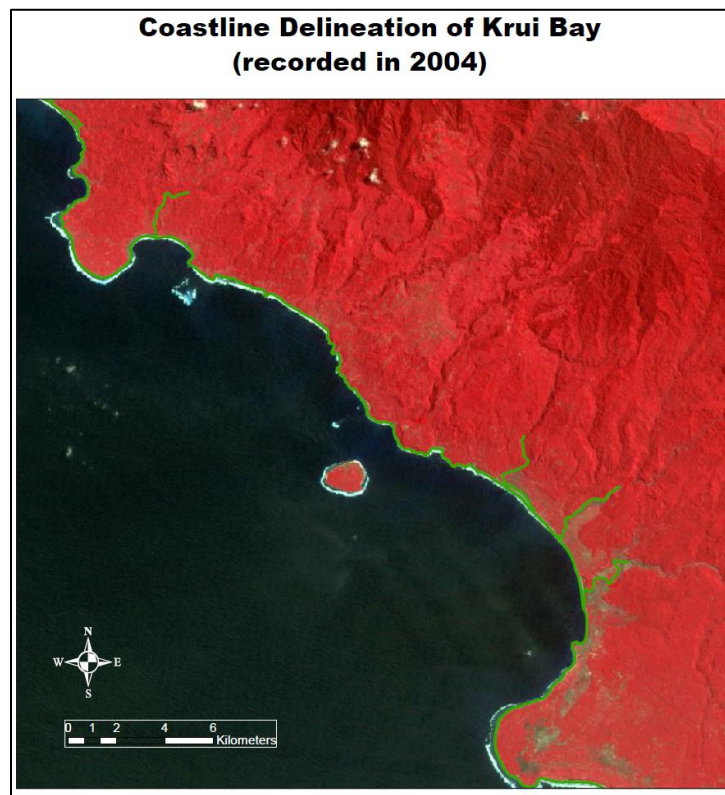 Coastline Delineation of Krui Bay
(recorded in 2004)
N
W E
S
0 1 2 4 6
Kilometers